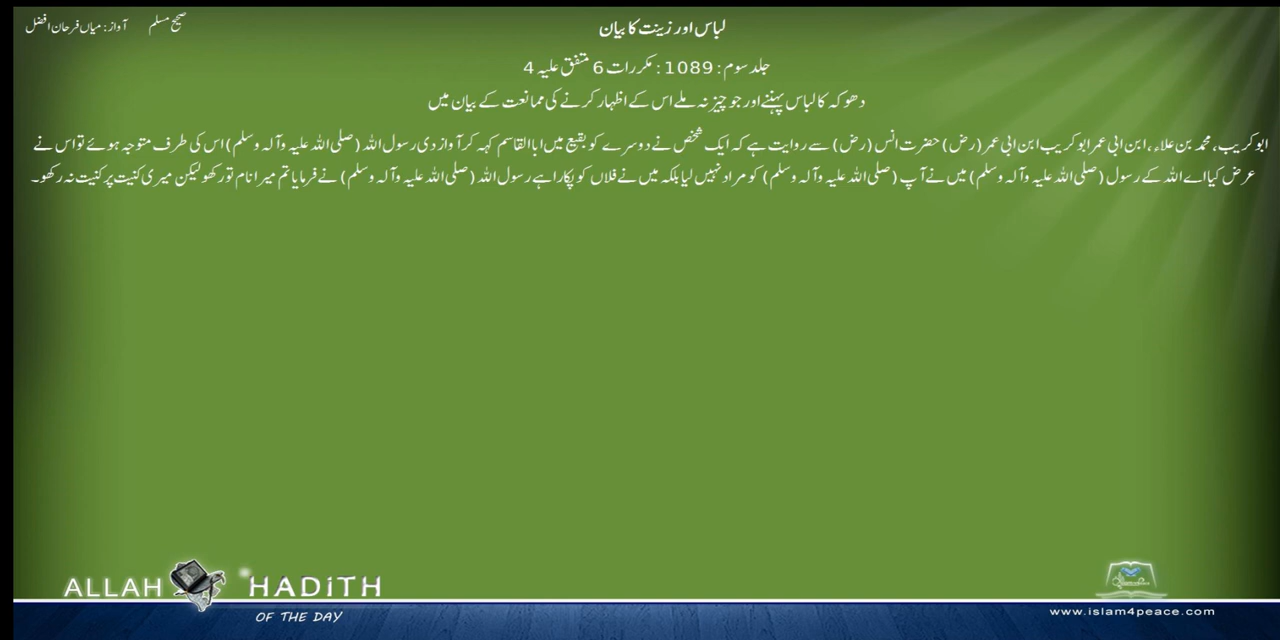 لباس اور زینت کا بیان
صحیح مسلم آواز: میاں فرحان افضل
جلد سوم: 1089: مکررات 6 متفق علیہ 4
دھوکہ کا لباس پہننے اور جو چیز نہ ملے اس کے اظہار کرنے کی ممانعت کے بیان میں
ابوکریب، محمد بن علاء، ابن ابی عمر ابوکریب ابن ابی عمر (رض) حضرت انس (رض) سے روایت ہے کہ ایک شخص نے دوسرے کو بقیع میں ابا القاسم کہہ کر آواز دی رسول اللہ (صلی اللہ علیہ وآلہ وسلم) اس کی طرف متوجہ ہوئے تو اس نے
عرض کیا اے اللہ کے رسول (صلی اللہ علیہ وآلہ وسلم) میں نے آپ (صلی اللہ علیہ وآلہ وسلم) کو مراد نہیں لیا بلکہ میں نے فلاں کو پکارا ہے رسول اللہ (صلی اللہ علیہ وآلہ وسلم) نے فرمایا تم میرا نام تو رکھو لیکن میری کنیت پر کنیت نہ رکھو۔
ALLAH HADITH
OF THE DAY
www.islam4peace.com